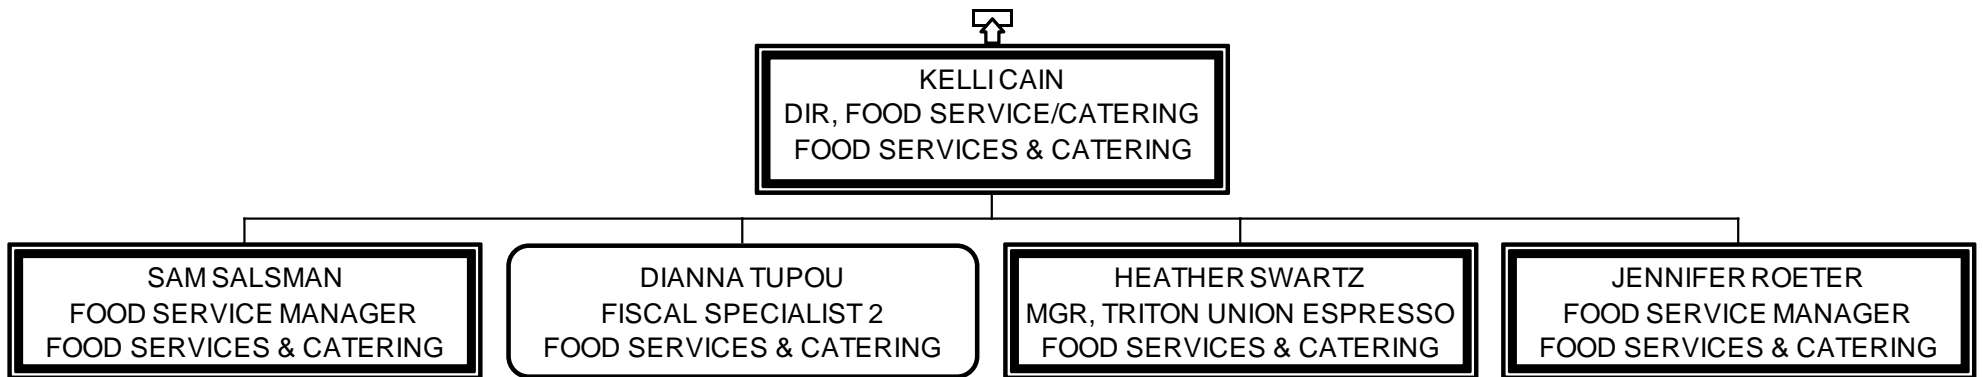 KELLI CAIN
DIR, FOOD SERVICE/CATERING
FOOD SERVICES & CATERING
SAM SALSMAN
FOOD SERVICE MANAGER
FOOD SERVICES & CATERING
DIANNA TUPOU
FISCAL SPECIALIST 2
FOOD SERVICES & CATERING
HEATHER SWARTZ
MGR, TRITON UNION ESPRESSO
FOOD SERVICES & CATERING
JENNIFER ROETER
FOOD SERVICE MANAGER
FOOD SERVICES & CATERING